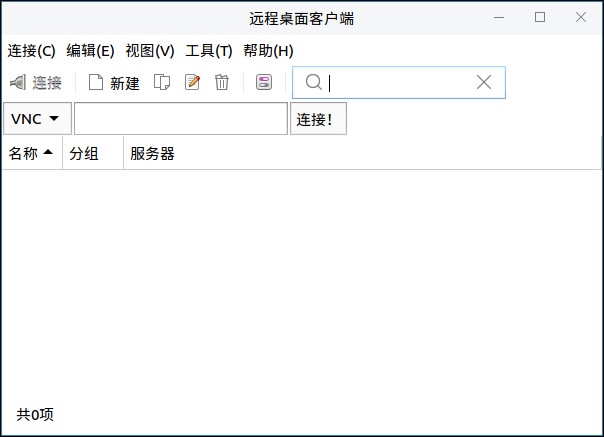 远程桌面客户端
连接(C) 编辑(E) 视图(V) 工具(T) 帮助(H)
连接 新建
VNC 连接！
名称 分组 服务器
共0项